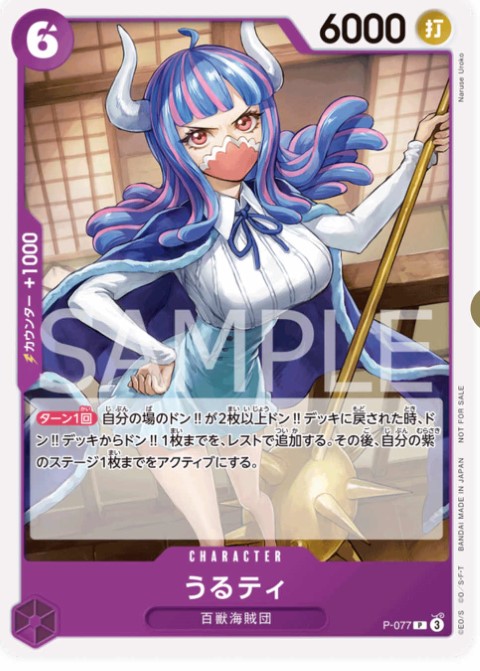 6
6000
打
Naruse Uroko
カウンター +1000
SAMPLE
ターン1回 自分の場のドン!!が2枚以上ドン!!デッキに戻された時、ド
ン!!デッキからドン!!1枚までを、レストで追加する。その後、自分の紫
のステージ1枚までをアクティブにする。
CHARACTER
うるティ
百獣海賊団
P-077 P 3
©E.O/S ©O./S・F・T BANDAI MADE IN JAPAN NOT FOR SALE